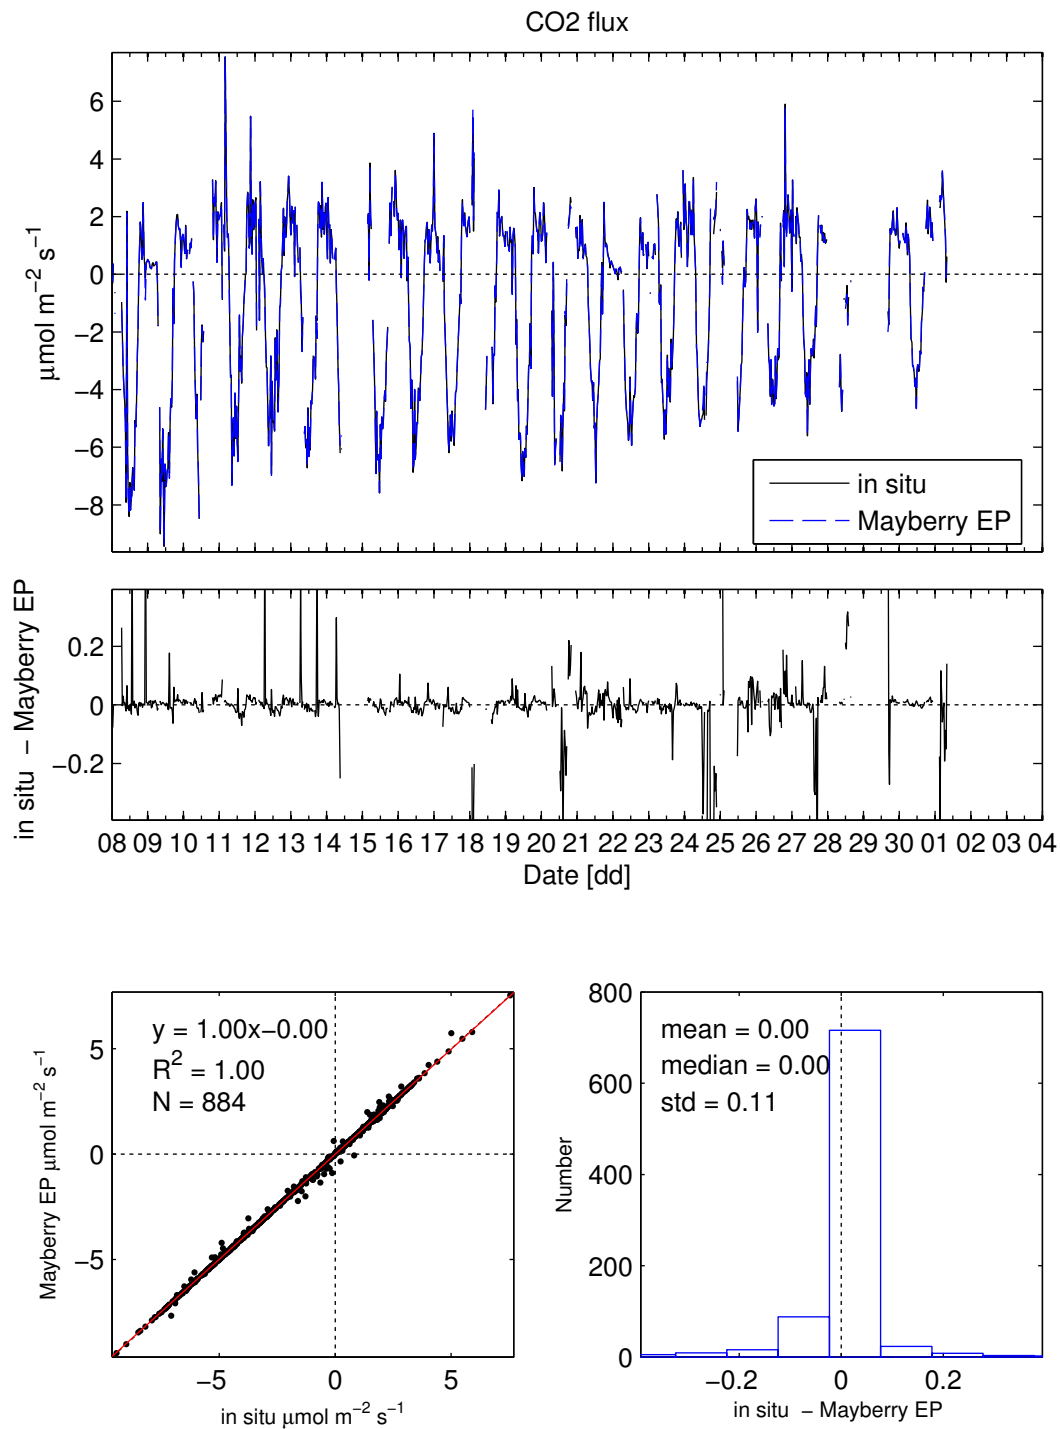 CO2 flux
6
4
2
0
−2
−4
−6
−8
μmol m−2 s−1
in situ
Mayberry EP
0.2
0
−0.2
in situ − Mayberry EP
08 09 10 11 12 13 14 15 16 17 18 19 20 21 22 23 24 25 26 27 28 29 30 01 02 03 04
Date [dd]
y = 1.00x−0.00
R2 = 1.00
N = 884
5
0
−5
Mayberry EP μmol m−2 s−1
−5 0 5
in situ μmol m−2 s−1
mean = 0.00
median = 0.00
std = 0.11
800
600
400
200
0
Number
−0.2 0 0.2
in situ − Mayberry EP